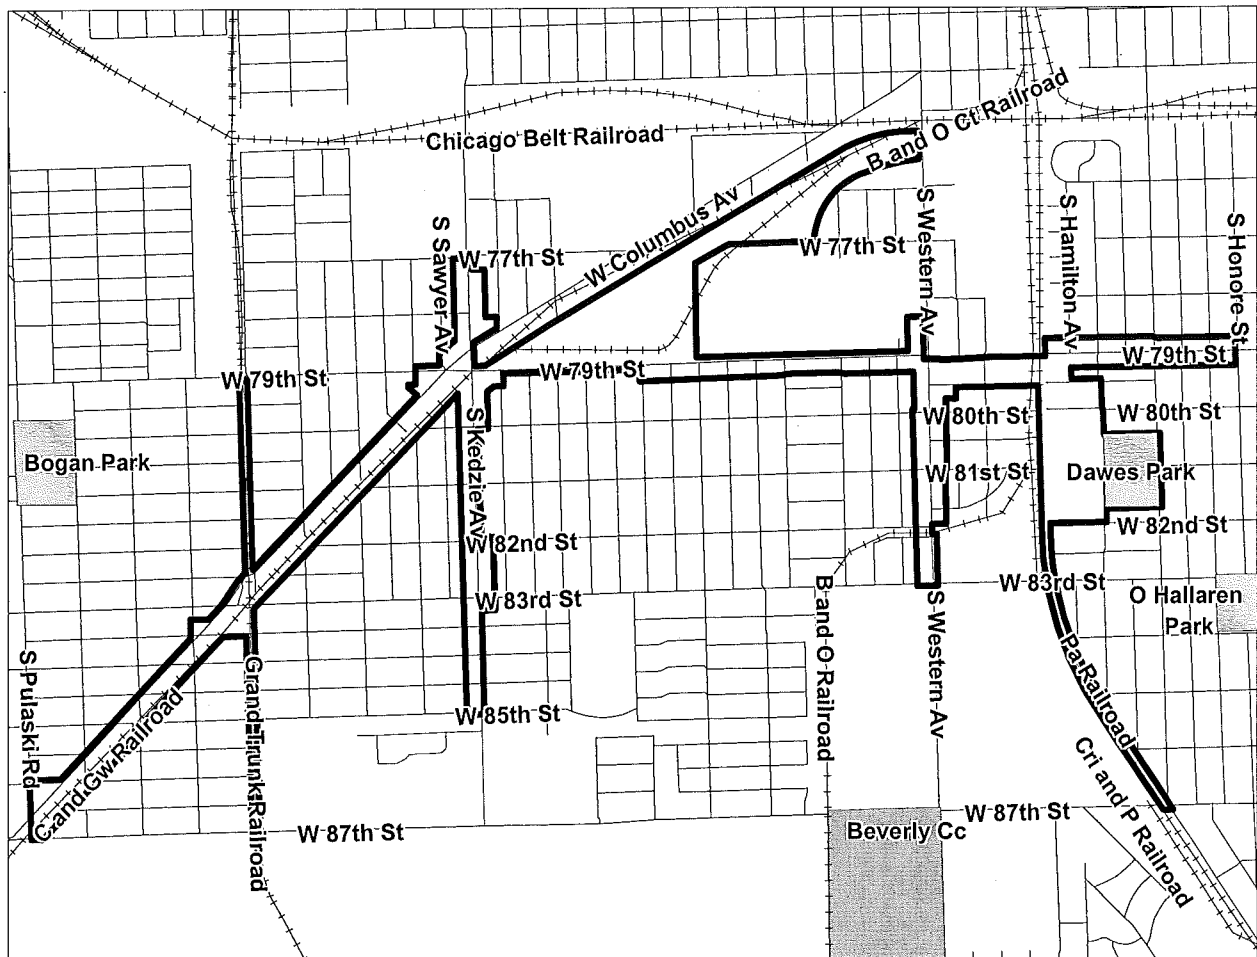 Chicago Belt Railroad
B and O Ct Railroad
W Columbus Av
S Sawyer Av
W 77th St
W 77th St
S Western Av
S Hamilton Av
S Honore St
W 79th St
W 79th St
W 79th St
W 80th St
W 80th St
Bogan Park
S Kedzie Av
W 81st St
Dawes Park
W 82nd St
W 82nd St
W 83rd St
W 83rd St
O Hallaren
Park
S Pulaski Rd
C and Gw Railroad
Grand Trunk Railroad
W 85th St
B and O Railroad
S Western Av
Pa Railroad
Cri and P Railroad
W 87th St
W 87th St
Beverly Cc